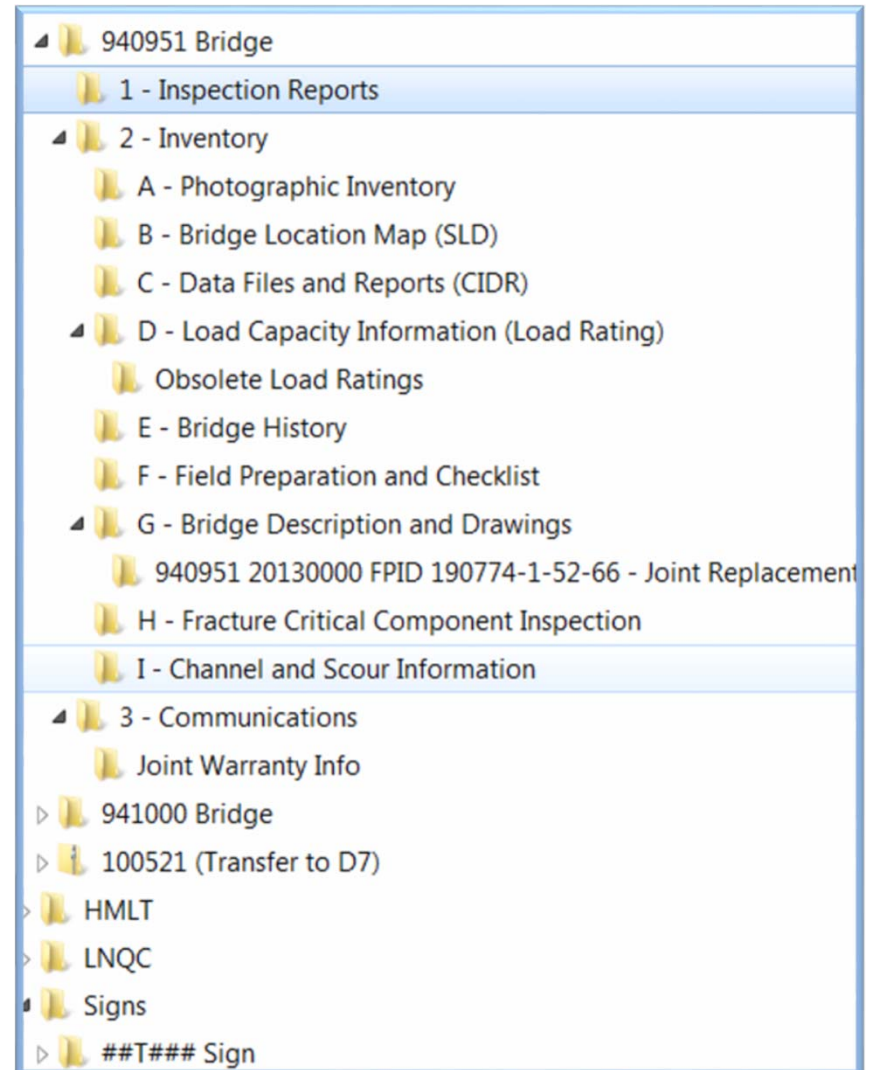 940951 Bridge
1 - Inspection Reports
2 - Inventory
A - Photographic Inventory
B - Bridge Location Map (SLD)
C - Data Files and Reports (CIDR)
D - Load Capacity Information (Load Rating)
Obsolete Load Ratings
E - Bridge History
F - Field Preparation and Checklist
G - Bridge Description and Drawings
940951 20130000 FPID 190774-1-52-66 - Joint Replacement
H - Fracture Critical Component Inspection
I - Channel and Scour Information
3 - Communications
Joint Warranty Info
941000 Bridge
100521 (Transfer to D7)
HMLT
LNQC
Signs
##T### Sign